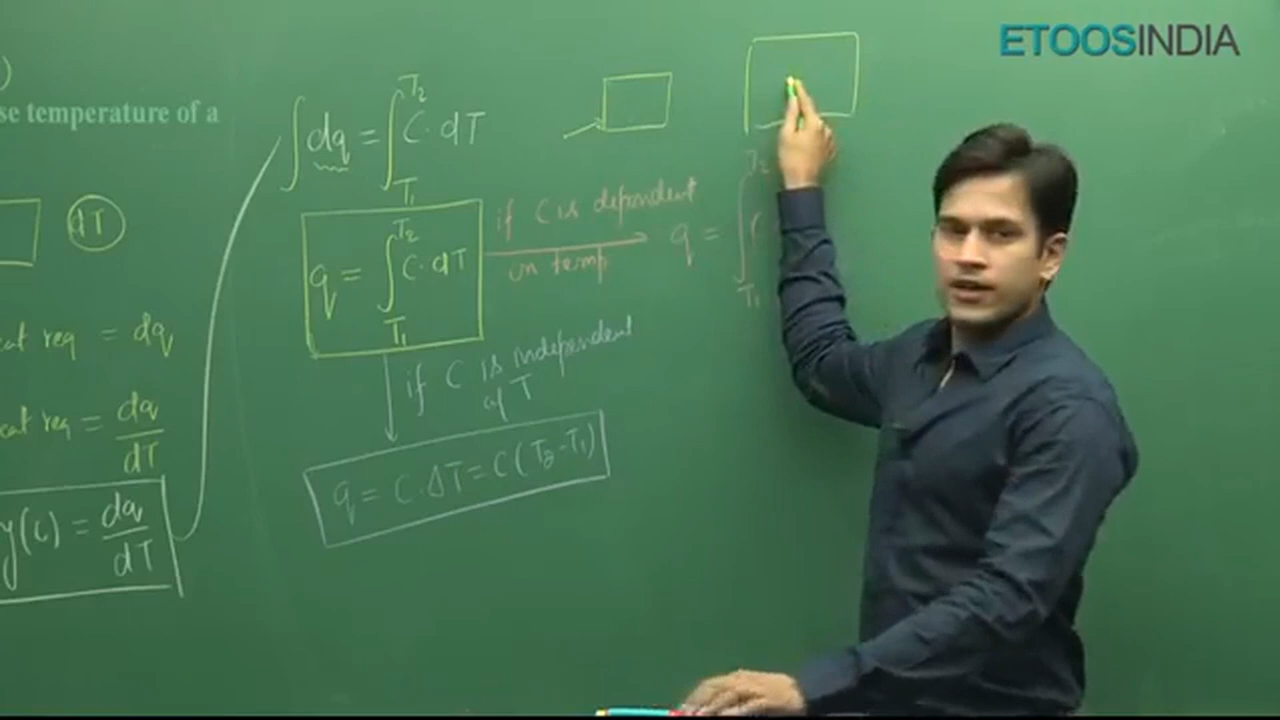 ETOOSINDIA
)
se temperature of a
dT
eat req = dq
eat req = dq/dT
y(C) = dq/dT
∫dq = ∫_{T1}^{T2} C·dT
q = ∫_{T1}^{T2} C·dT
if C is dependent
on temp
q = ∫_{T1}^{T2}
if C is independent
of T
q = C·ΔT = C(T2-T1)